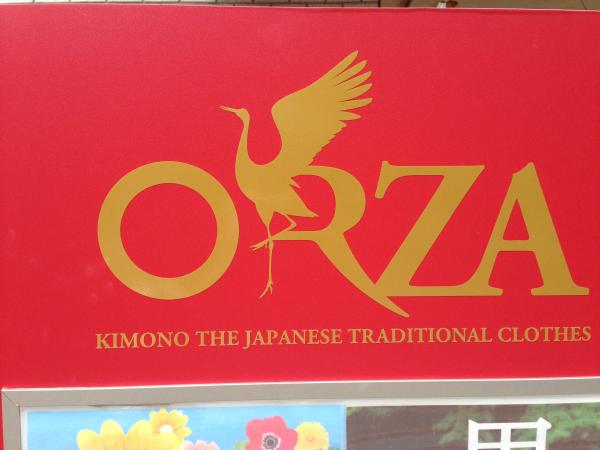 ORZA
KIMONO THE JAPANESE TRADITIONAL CLOTHES